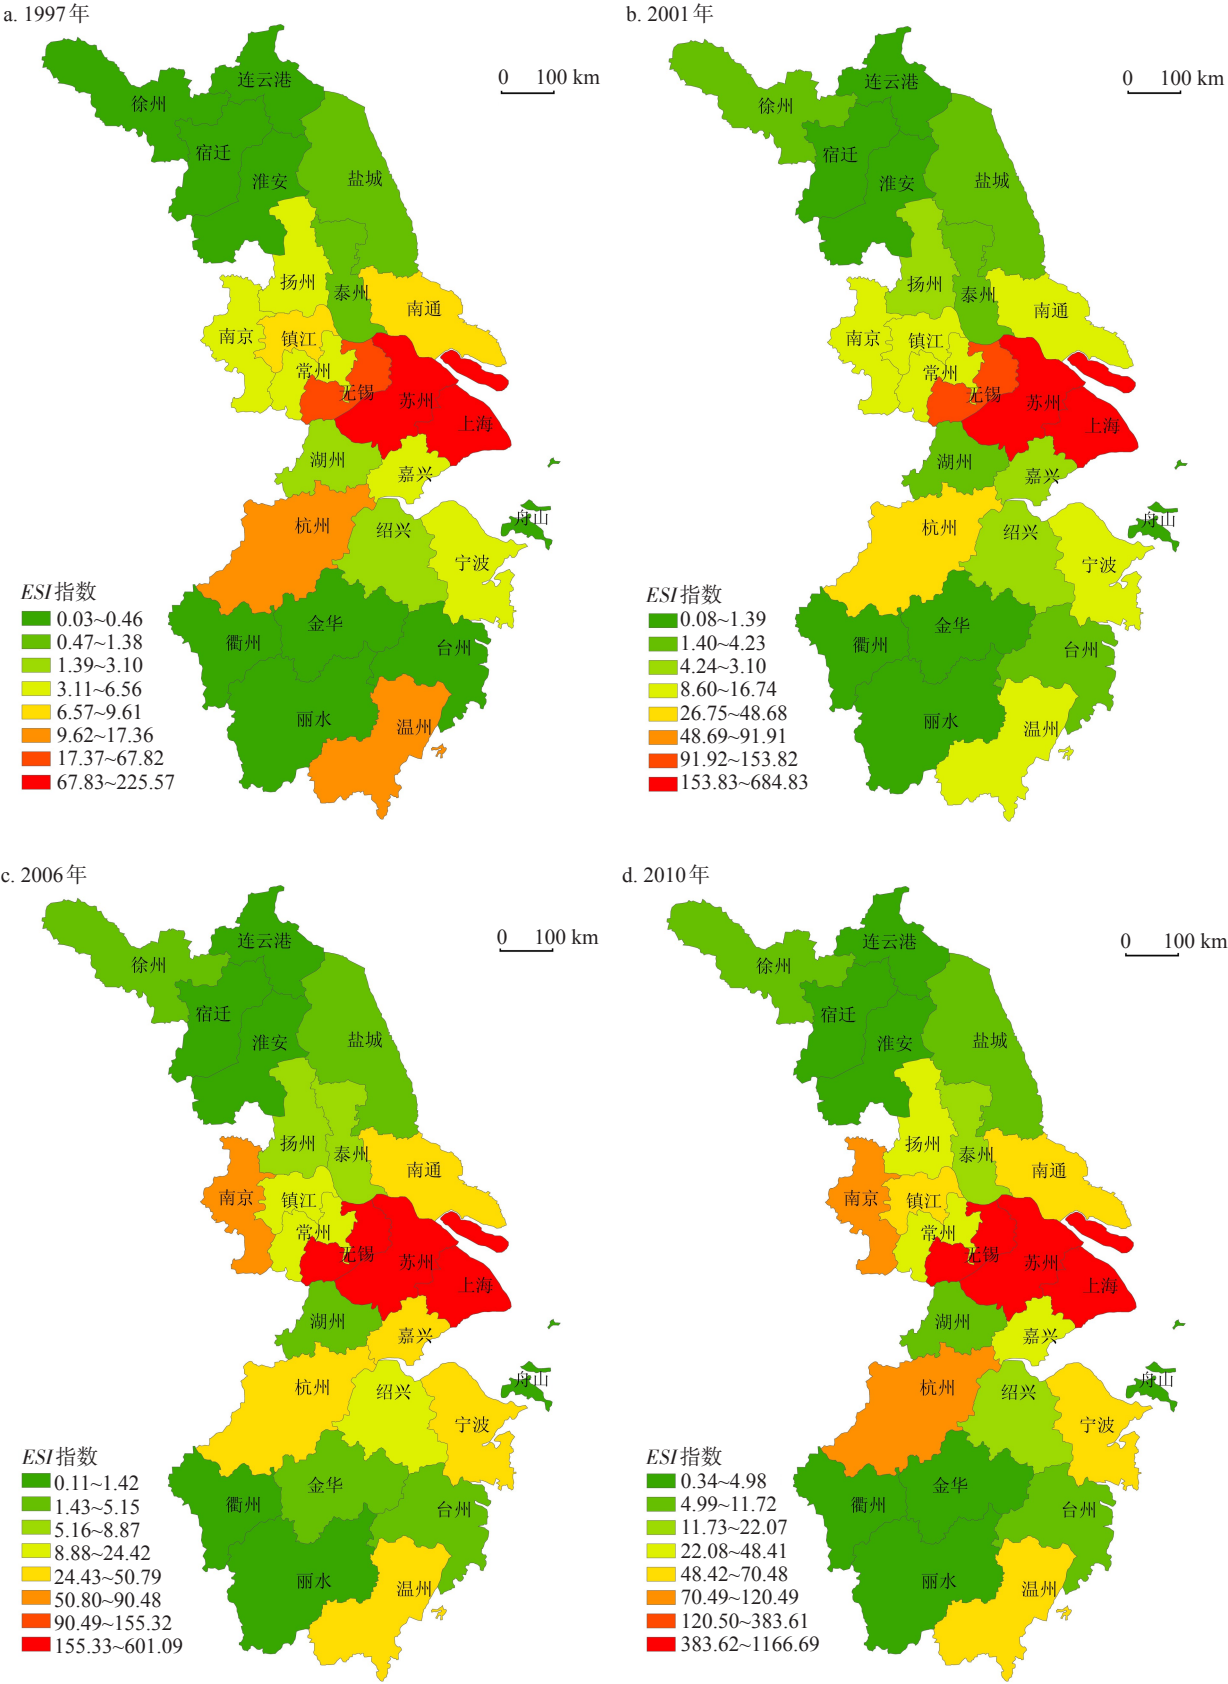 a. 1997年
0 100 km
连云港
徐州
宿迁
淮安
盐城
扬州
泰州
南通
南京
镇江
常州
无锡
苏州
上海
湖州
嘉兴
杭州
绍兴
舟山
宁波
金华
衢州
台州
丽水
温州
ESI指数
0.03~0.46
0.47~1.38
1.39~3.10
3.11~6.56
6.57~9.61
9.62~17.36
17.37~67.82
67.83~225.57
b. 2001年
0 100 km
连云港
徐州
宿迁
淮安
盐城
扬州
泰州
南通
南京
镇江
常州
无锡
苏州
上海
湖州
嘉兴
杭州
绍兴
舟山
宁波
金华
衢州
台州
丽水
温州
ESI指数
0.08~1.39
1.40~4.23
4.24~3.10
8.60~16.74
26.75~48.68
48.69~91.91
91.92~153.82
153.83~684.83
c. 2006年
0 100 km
连云港
徐州
宿迁
淮安
盐城
扬州
泰州
南通
南京
镇江
常州
无锡
苏州
上海
湖州
嘉兴
杭州
绍兴
舟山
宁波
金华
衢州
台州
丽水
温州
ESI指数
0.11~1.42
1.43~5.15
5.16~8.87
8.88~24.42
24.43~50.79
50.80~90.48
90.49~155.32
155.33~601.09
d. 2010年
0 100 km
连云港
徐州
宿迁
淮安
盐城
扬州
泰州
南通
南京
镇江
常州
无锡
苏州
上海
湖州
嘉兴
杭州
绍兴
舟山
宁波
金华
衢州
台州
丽水
温州
ESI指数
0.34~4.98
4.99~11.72
11.73~22.07
22.08~48.41
48.42~70.48
70.49~120.49
120.50~383.61
383.62~1166.69